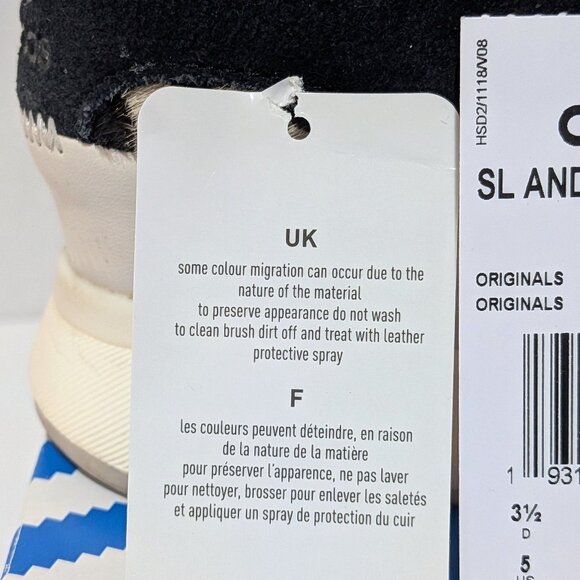 UK
some colour migration can occur due to the
nature of the material
to preserve appearance do not wash
to clean brush dirt off and treat with leather
protective spray
F
les couleurs peuvent déteindre, en raison
de la nature de la matière
pour préserver l'apparence, ne pas laver
pour nettoyer, brosser pour enlever les saletés
et appliquer un spray de protection du cuir
HSD2/1118/V08
SL AND
ORIGINALS
ORIGINALS
1 931
3½
D
5
US